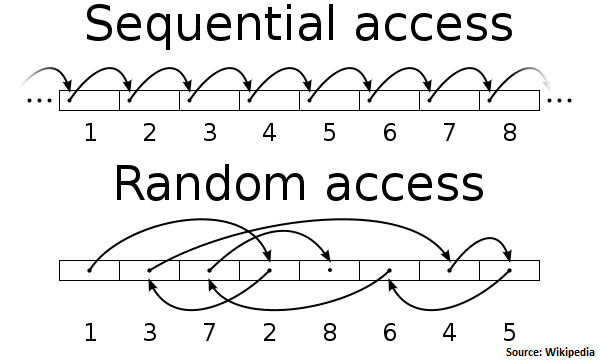 Sequential access
... ...
1 2 3 4 5 6 7 8
Random access
1 3 7 2 8 6 4 5
Source: Wikipedia